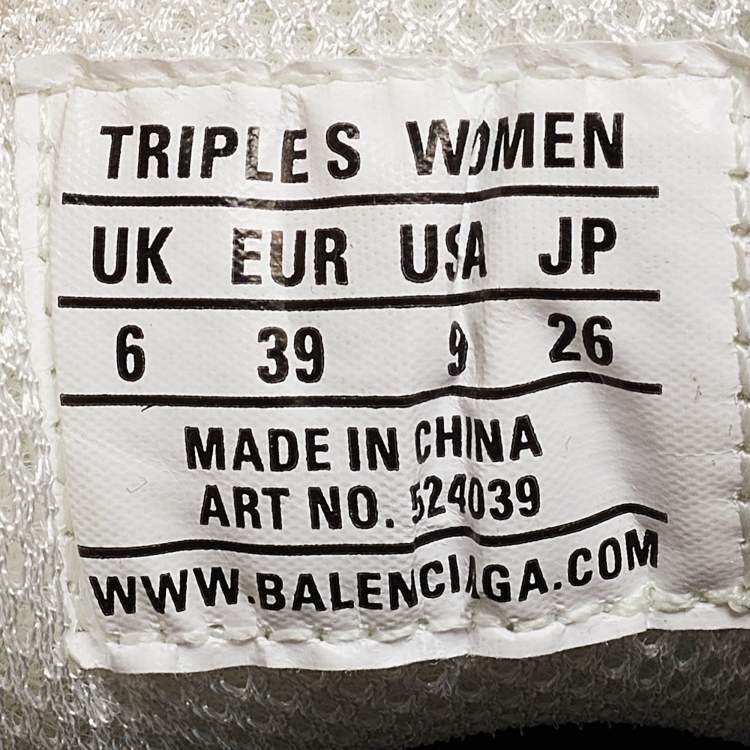 TRIPLE S WOMEN
UK EUR USA JP
6 39 9 26
MADE IN CHINA
ART NO. 524039
WWW.BALENCIAGA.COM